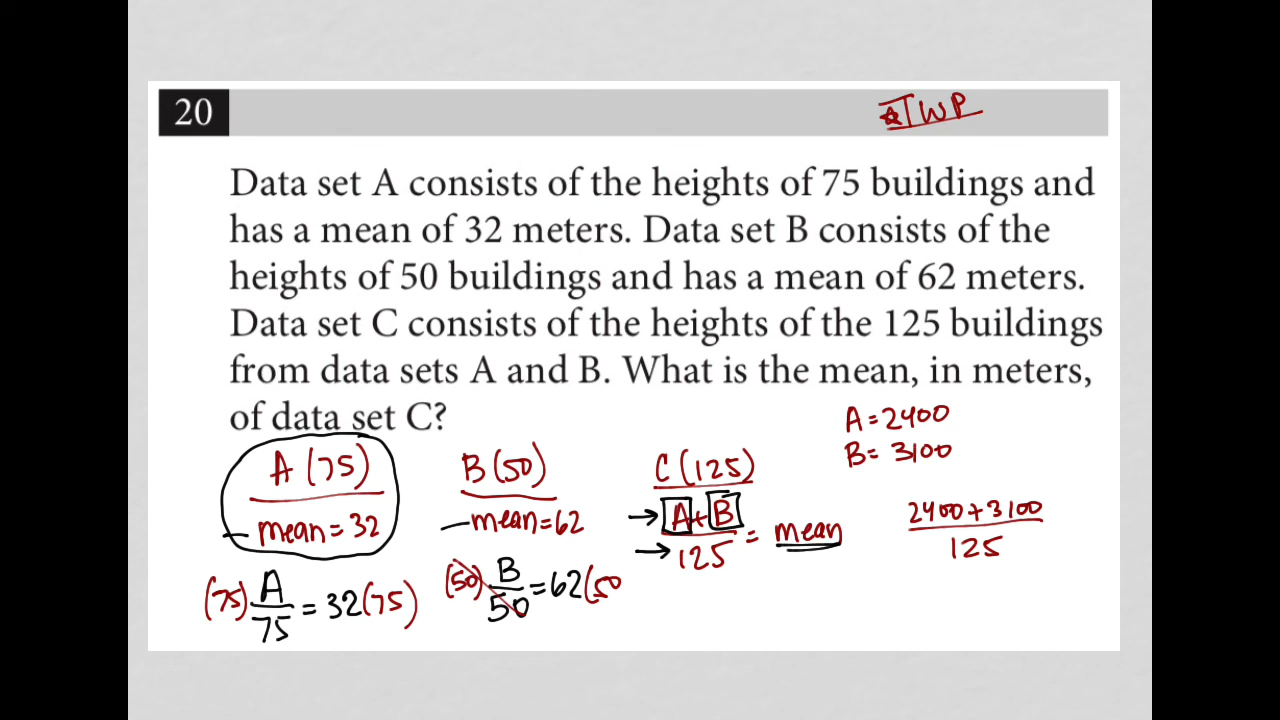 20
☆TWP
Data set A consists of the heights of 75 buildings and
has a mean of 32 meters. Data set B consists of the
heights of 50 buildings and has a mean of 62 meters.
Data set C consists of the heights of the 125 buildings
from data sets A and B. What is the mean, in meters,
of data set C?
A = 2400
B = 3100
A (75)
mean = 32
(75) A/75 = 32(75)
B (50)
mean = 62
(50) B/50 = 62(50
C (125)
→ A + B
→ 125 = mean
2400 + 3100
125